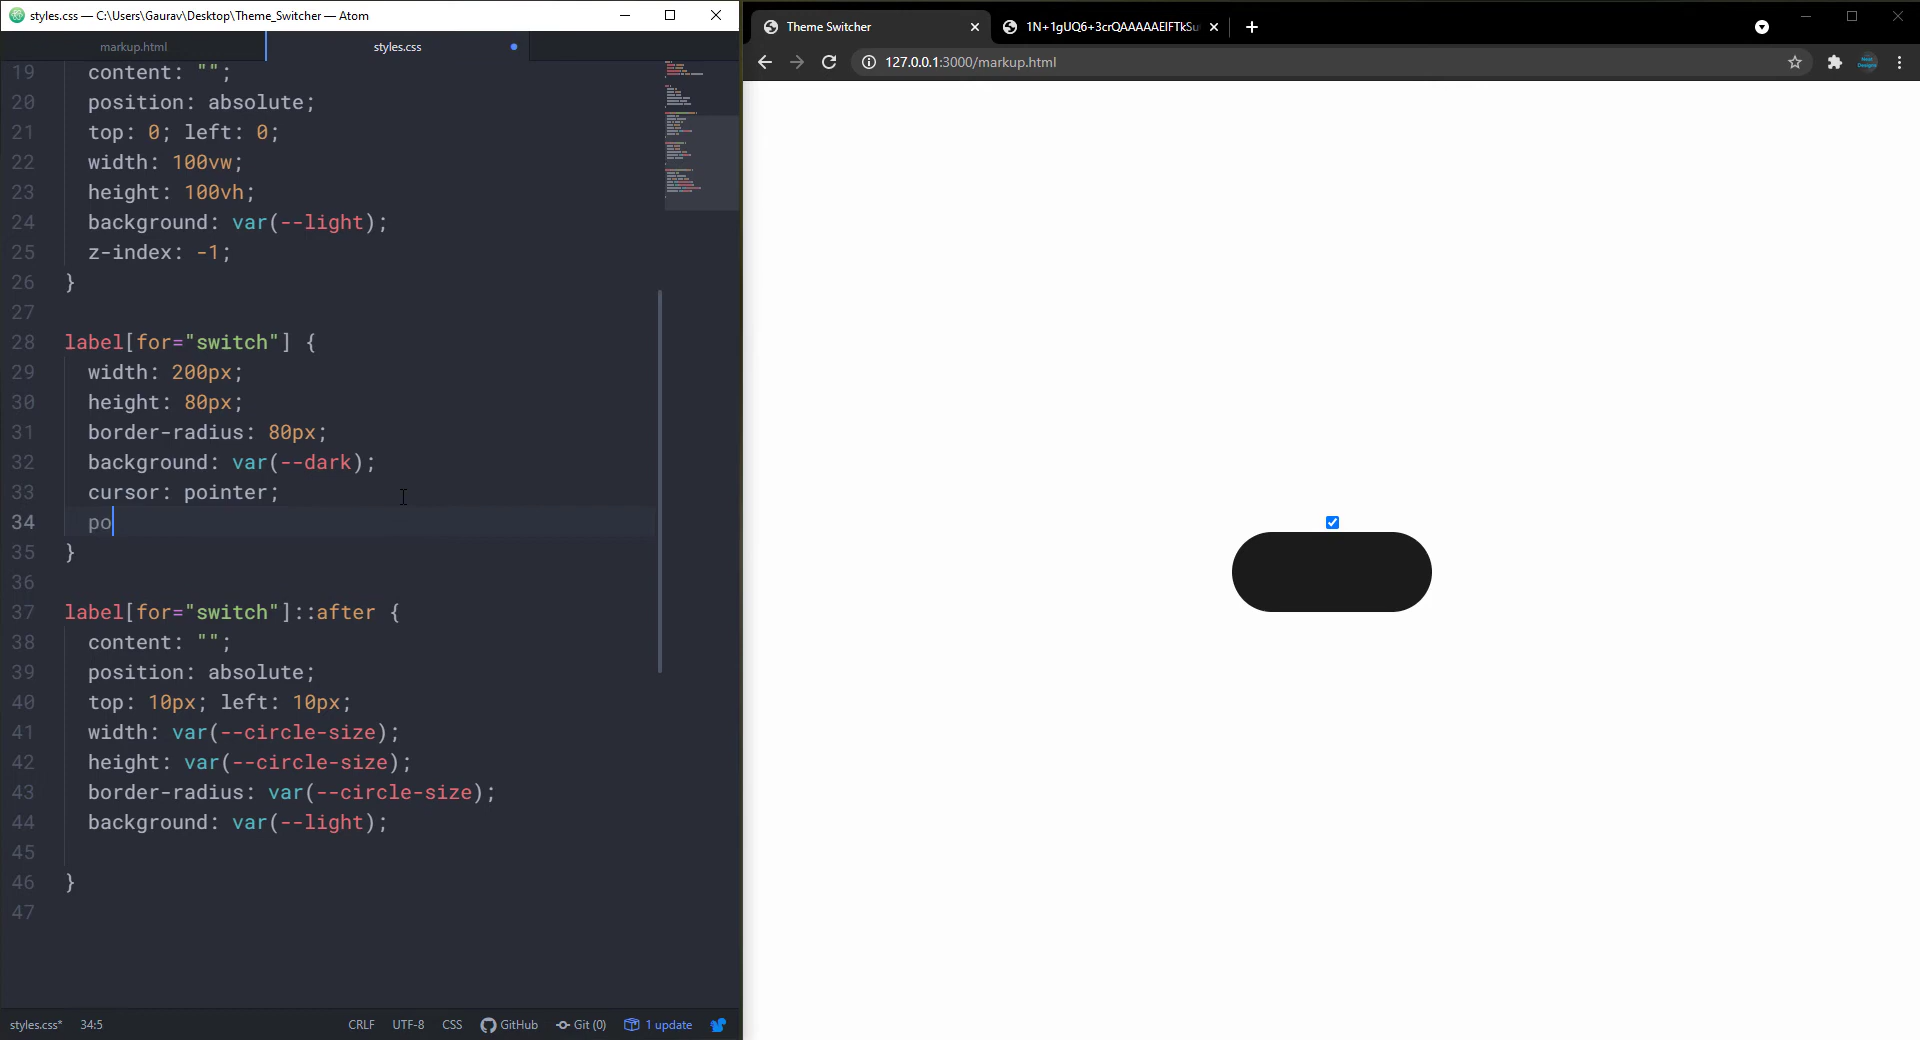 styles.css — C:\Users\Gaurav\Desktop\Theme_Switcher — Atom
markup.html
styles.css
19 content: "";
20 position: absolute;
21 top: 0; left: 0;
22 width: 100vw;
23 height: 100vh;
24 background: var(--light);
25 z-index: -1;
26 }
27
28 label[for="switch"] {
29 width: 200px;
30 height: 80px;
31 border-radius: 80px;
32 background: var(--dark);
33 cursor: pointer;
34 po
35 }
36
37 label[for="switch"]::after {
38 content: "";
39 position: absolute;
40 top: 10px; left: 10px;
41 width: var(--circle-size);
42 height: var(--circle-size);
43 border-radius: var(--circle-size);
44 background: var(--light);
45
46 }
47
styles.css* 34:5 CRLF UTF-8 CSS GitHub Git (0) 1 update
Theme Switcher
127.0.0.1:3000/markup.html